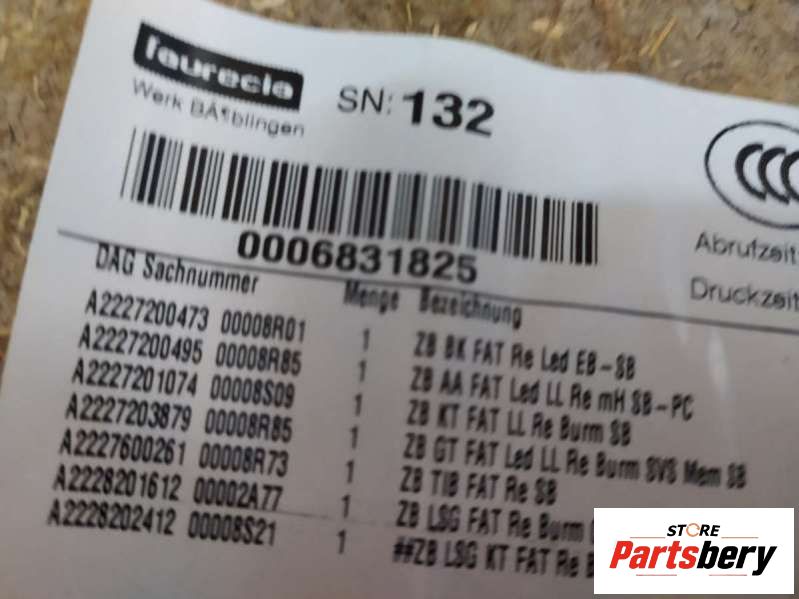 faurecia
Werk BÃ¶blingen
SN: 132
CCC
0006831825
Abrufzeit
Druckzeit
DAG Sachnummer Menge Bezeichnung
A2227200473 00008R01 1 ZB BK FAT Re Led EB-SB
A2227200495 00008R85 1 ZB AA FAT Led LL Re mH SB-PC
A2227201074 00008S09 1 ZB KT FAT LL Re Burm SB
A2227203879 00008R85 1 ZB GT FAT Led LL Re Burm SVS Mem SB
A2227600261 00008R73 1 ZB TIB FAT Re SB
A2228201612 00002A77 1 ZB LSG FAT Re Burm
A2228202412 00008S21 1 ##ZB LSG KT FAT Re
STORE
Partsbery